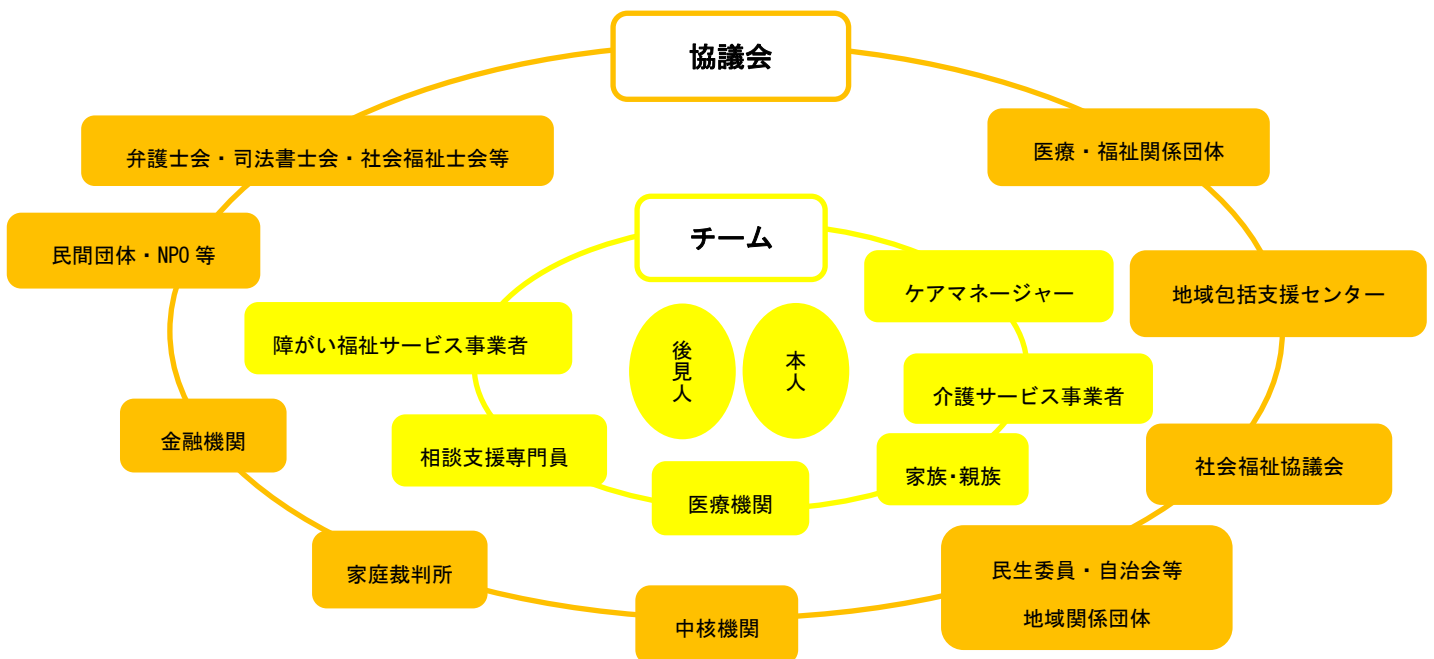 協議会
弁護士会・司法書士会・社会福祉士会等
医療・福祉関係団体
民間団体・NPO 等
チーム
ケアマネージャー
地域包括支援センター
障がい福祉サービス事業者
後見人
本人
介護サービス事業者
金融機関
相談支援専門員
医療機関
家族・親族
社会福祉協議会
家庭裁判所
中核機関
民生委員・自治会等
地域関係団体